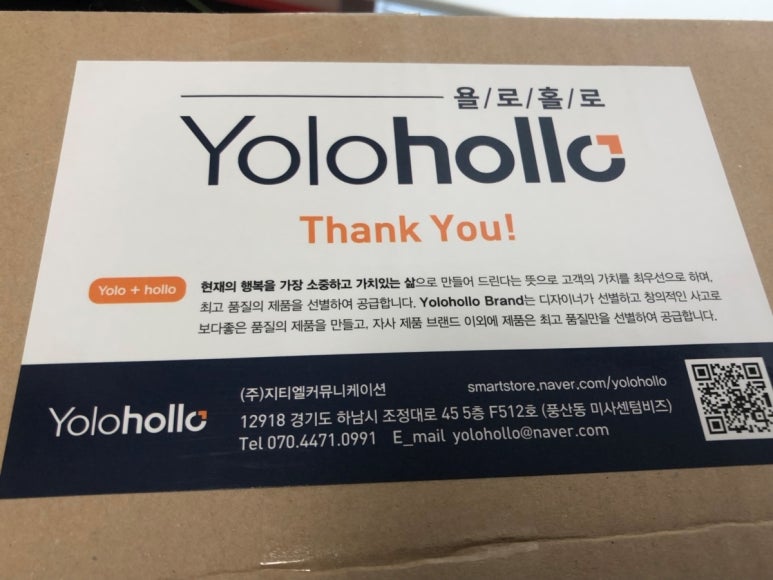 욜/로/홀/로
Yolohollo
Thank You!
Yolo + hollo
현재의 행복을 가장 소중하고 가치있는 삶으로 만들어 드린다는 뜻으로 고객의 가치를 최우선으로 하며,
최고 품질의 제품을 선별하여 공급합니다. Yolohollo Brand는 디자이너가 선별하고 창의적인 사고로
보다좋은 품질의 제품을 만들고, 자사 제품 브랜드 이외에 제품은 최고 품질만을 선별하여 공급합니다.
Yolohollo
(주)지티엘커뮤니케이션
smartstore.naver.com/yolohollo
12918 경기도 하남시 조정대로 45 5층 F512호 (풍산동 미사센텀비즈)
Tel 070.4471.0991 E_mail yolohollo@naver.com